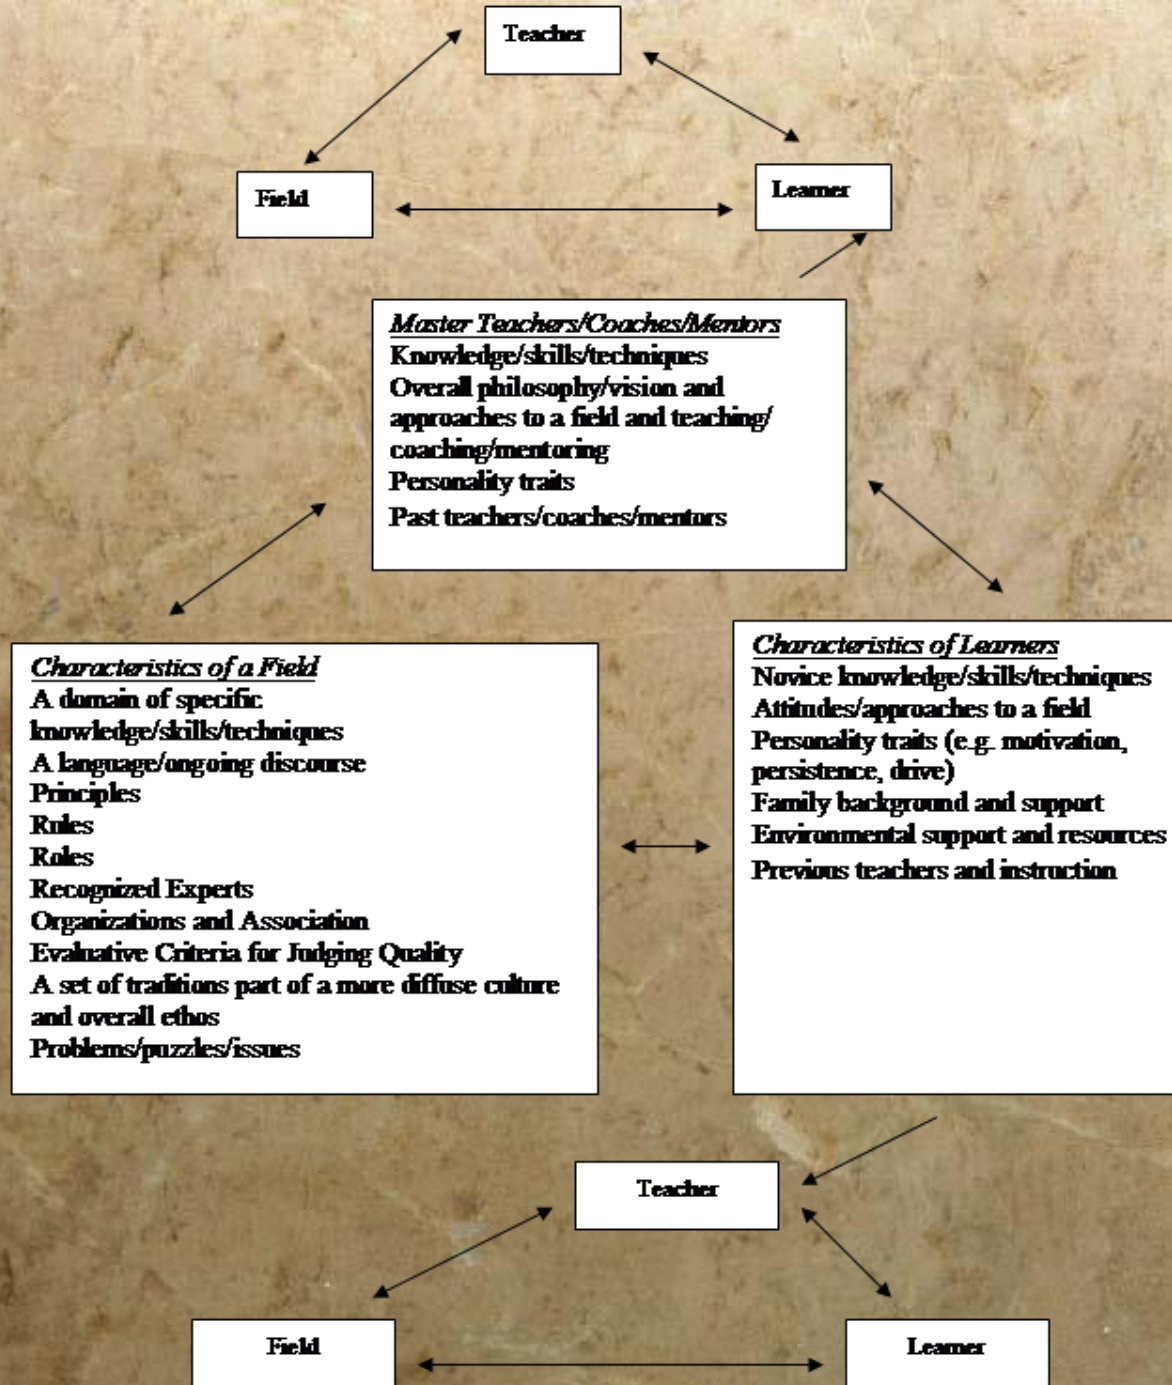 Teacher
Field
Learner
Master Teachers/Coaches/Mentors
Knowledge/skills/techniques
Overall philosophy/vision and
approaches to a field and teaching/
coaching/mentoring
Personality traits
Past teachers/coaches/mentors
Characteristics of a Field
A domain of specific
knowledge/skills/techniques
A language/ongoing discourse
Principles
Rules
Roles
Recognized Experts
Organizations and Association
Evaluative Criteria for Judging Quality
A set of traditions part of a more diffuse culture
and overall ethos
Problems/puzzles/issues
Characteristics of Learners
Novice knowledge/skills/techniques
Attitudes/approaches to a field
Personality traits (e.g. motivation,
persistence, drive)
Family background and support
Environmental support and resources
Previous teachers and instruction
Teacher
Field
Learner